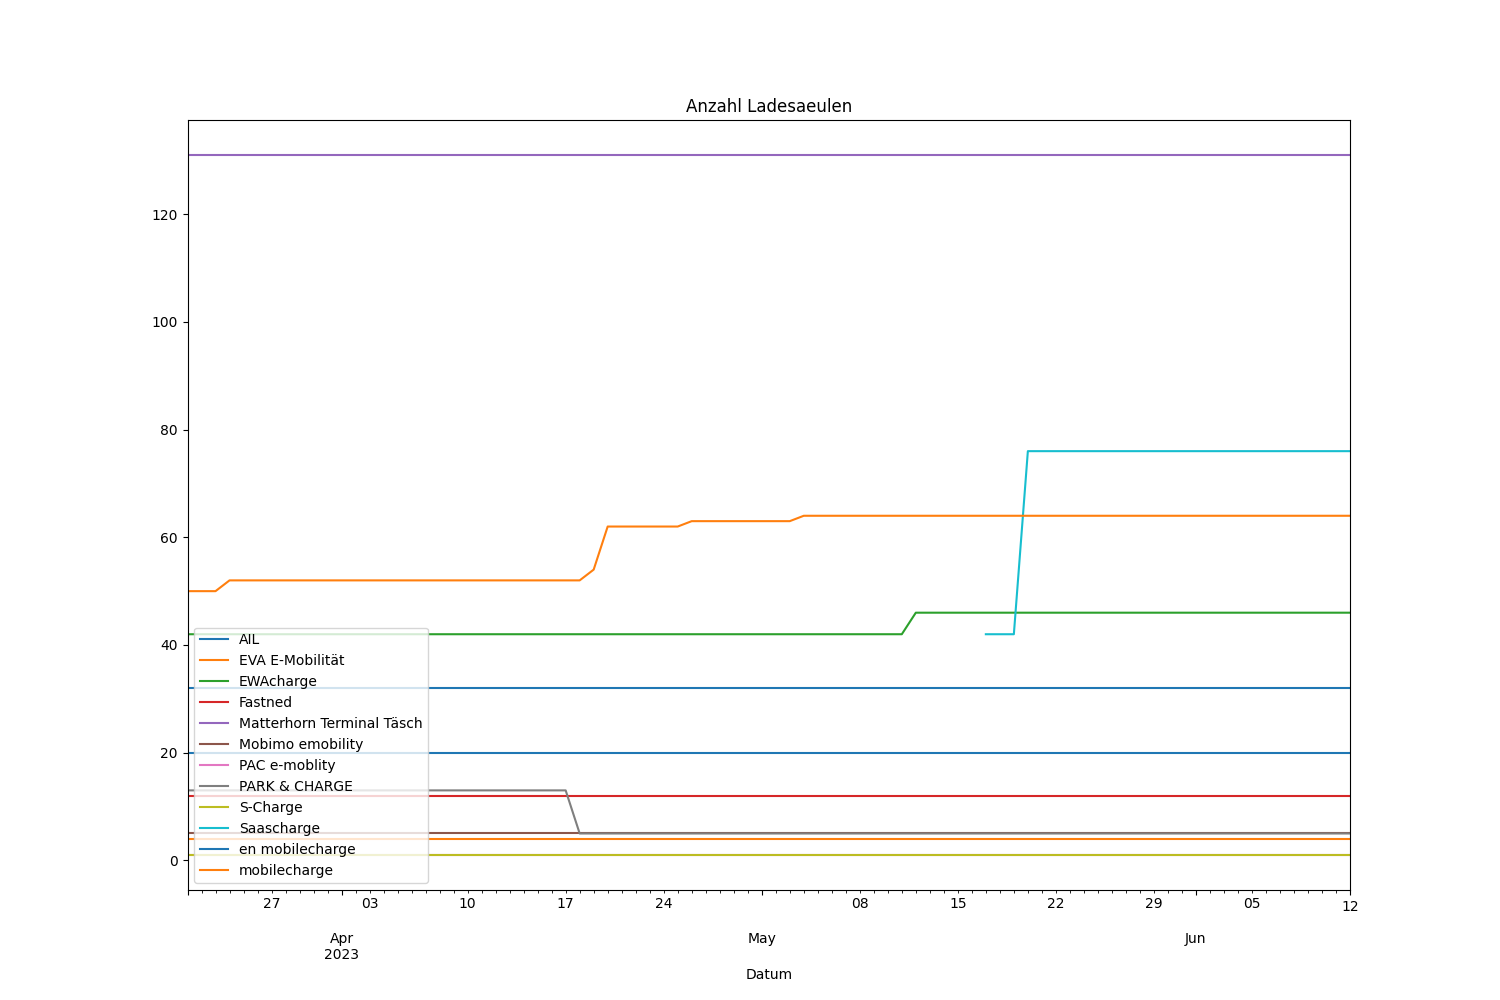 Anzahl Ladesaeulen
120
100
80
60
40
20
0
AIL
EVA E-Mobilität
EWAcharge
Fastned
Matterhorn Terminal Täsch
Mobimo emobility
PAC e-moblity
PARK & CHARGE
S-Charge
Saascharge
en mobilecharge
mobilecharge
27 03 10 17 24 08 15 22 29 05 12
Apr May Jun
2023
Datum